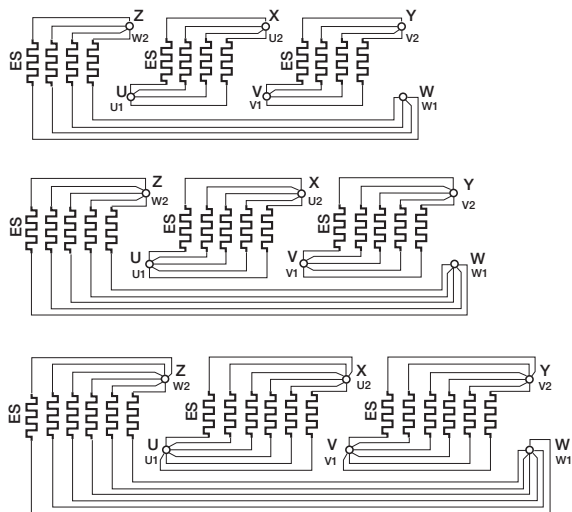 Z X Y
W2 U2 V2
ES ES ES
U V W
U1 V1 W1
Z X Y
W2 U2 V2
ES ES ES
U V W
U1 V1 W1
Z X Y
W2 U2 V2
ES ES ES
U V W
U1 V1 W1